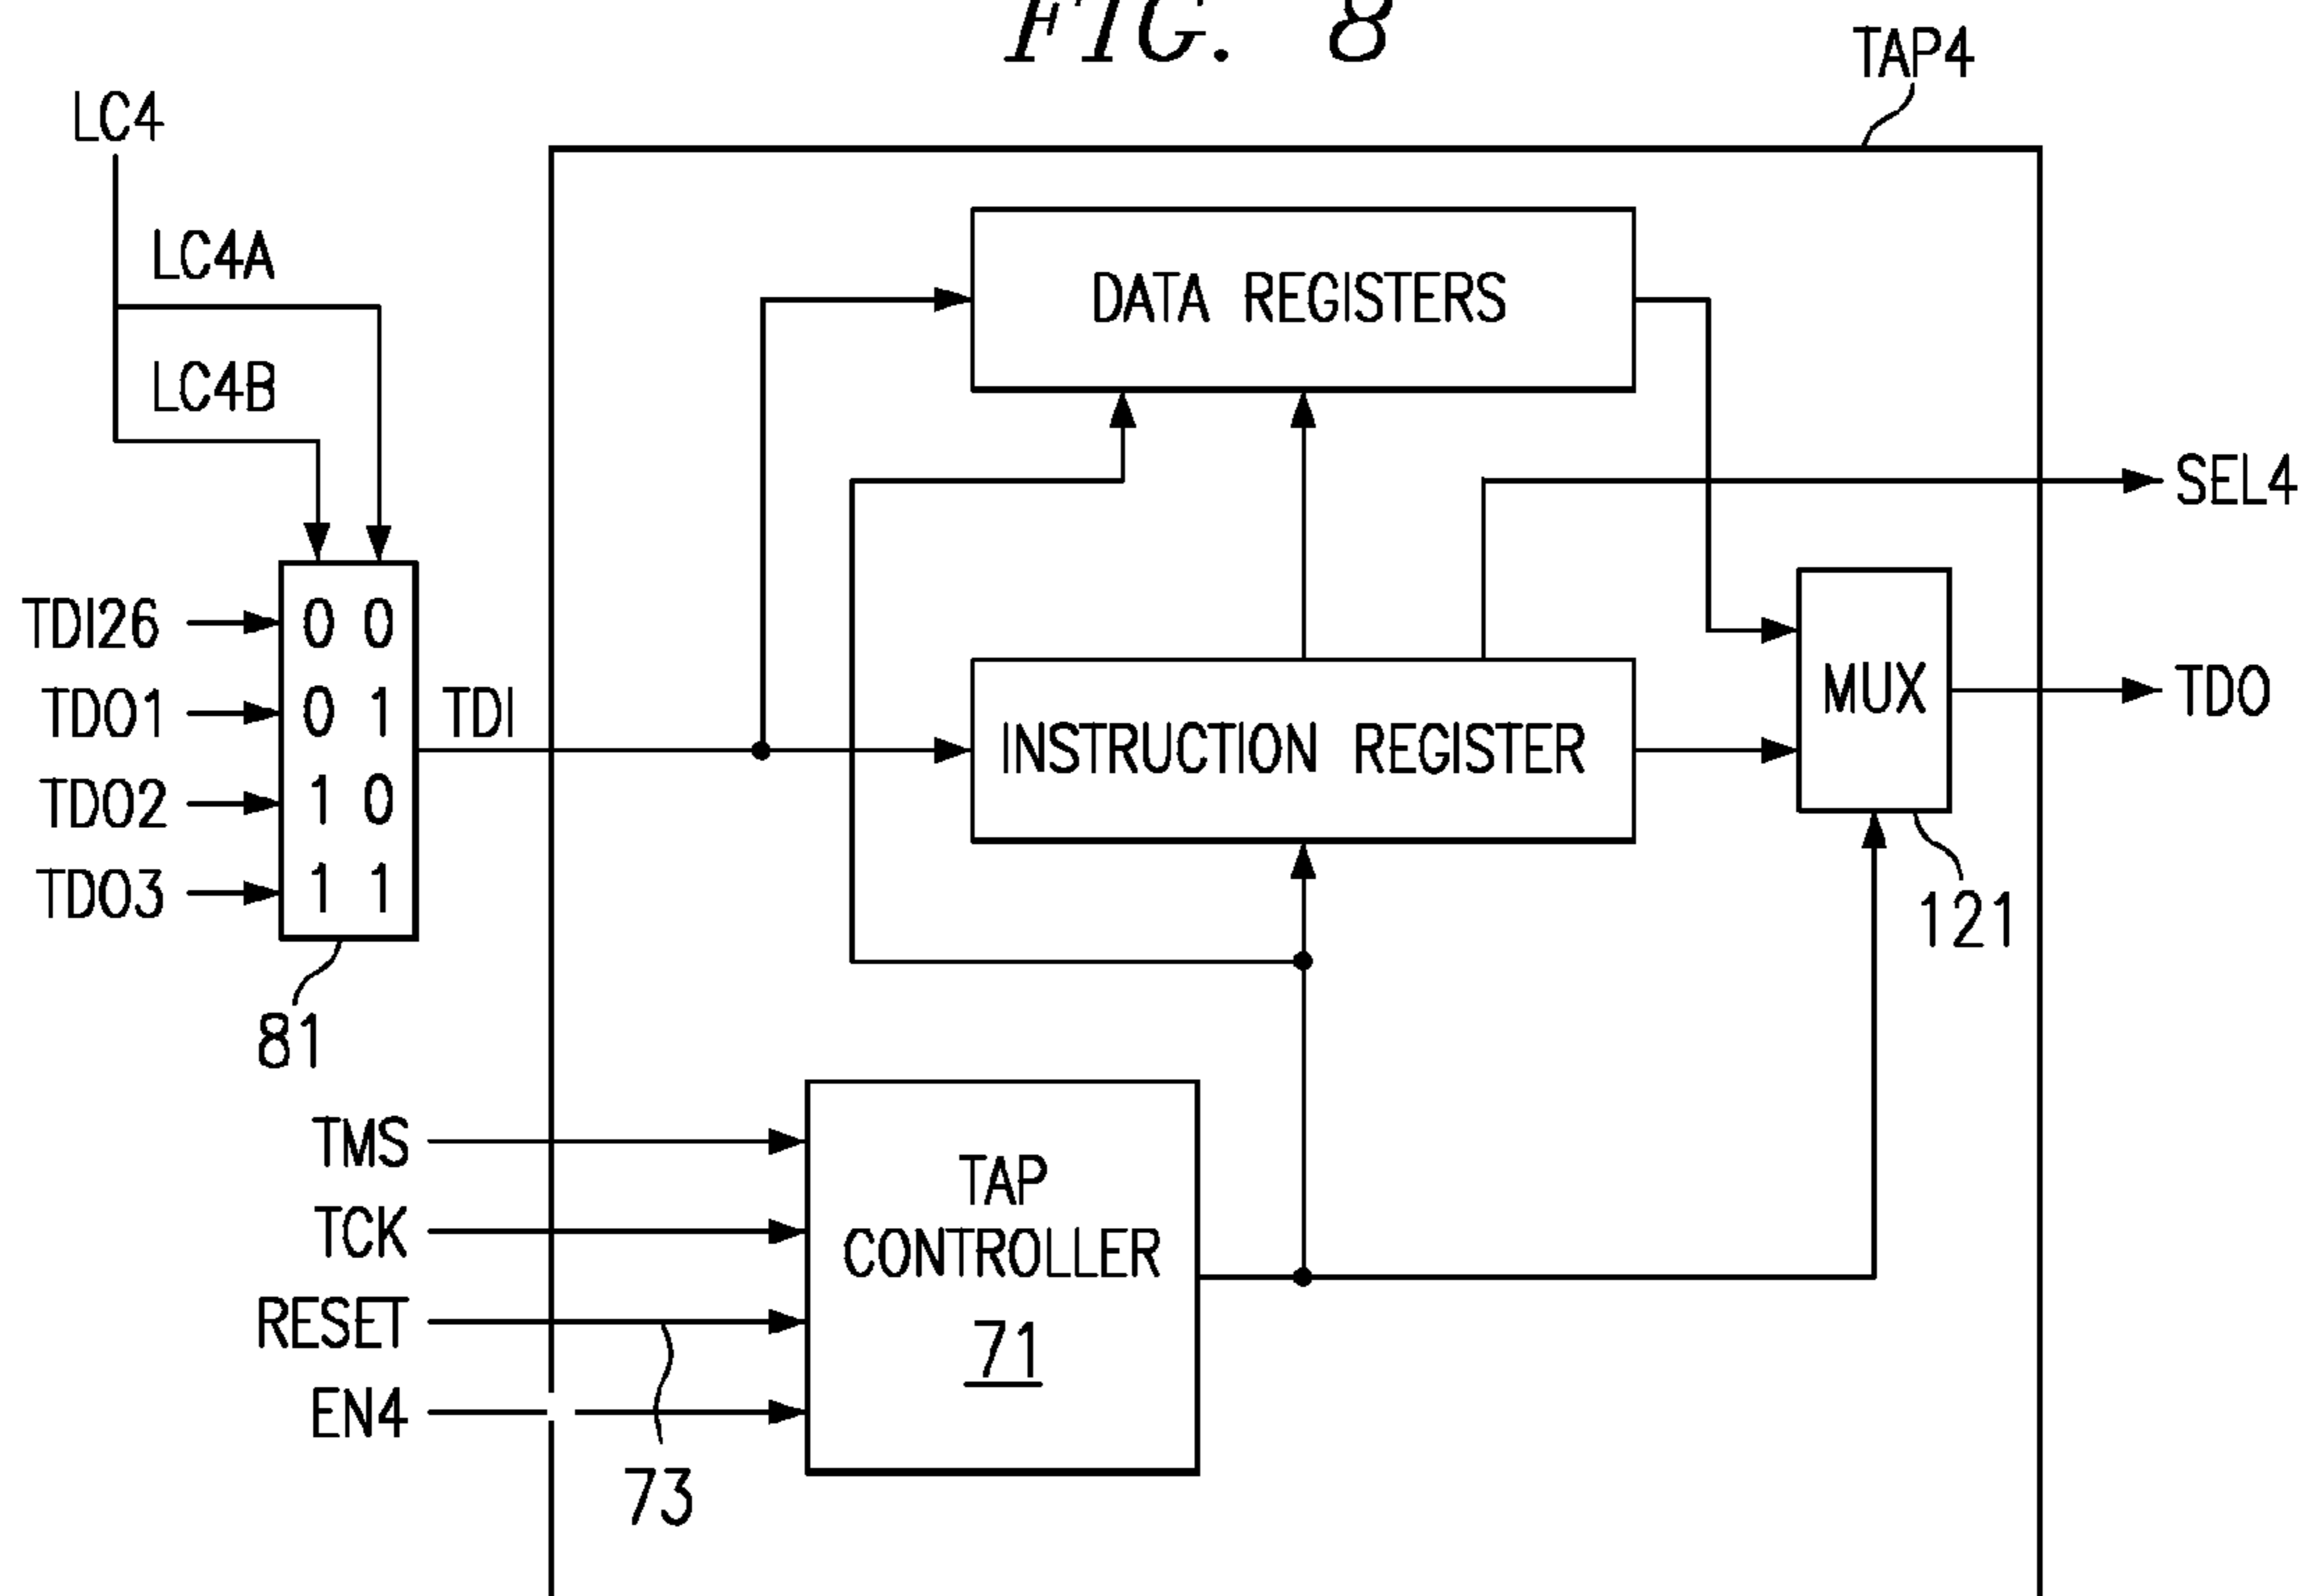 FIG. 8
TAP4
LC4
LC4A
LC4B
DATA REGISTERS
SEL4
TDI26
0 0
TDO1
0 1
TDI
TDO2
1 0
TDO3
1 1
81
INSTRUCTION REGISTER
MUX
TDO
121
TMS
TCK
RESET
EN4
73
TAP
CONTROLLER
71